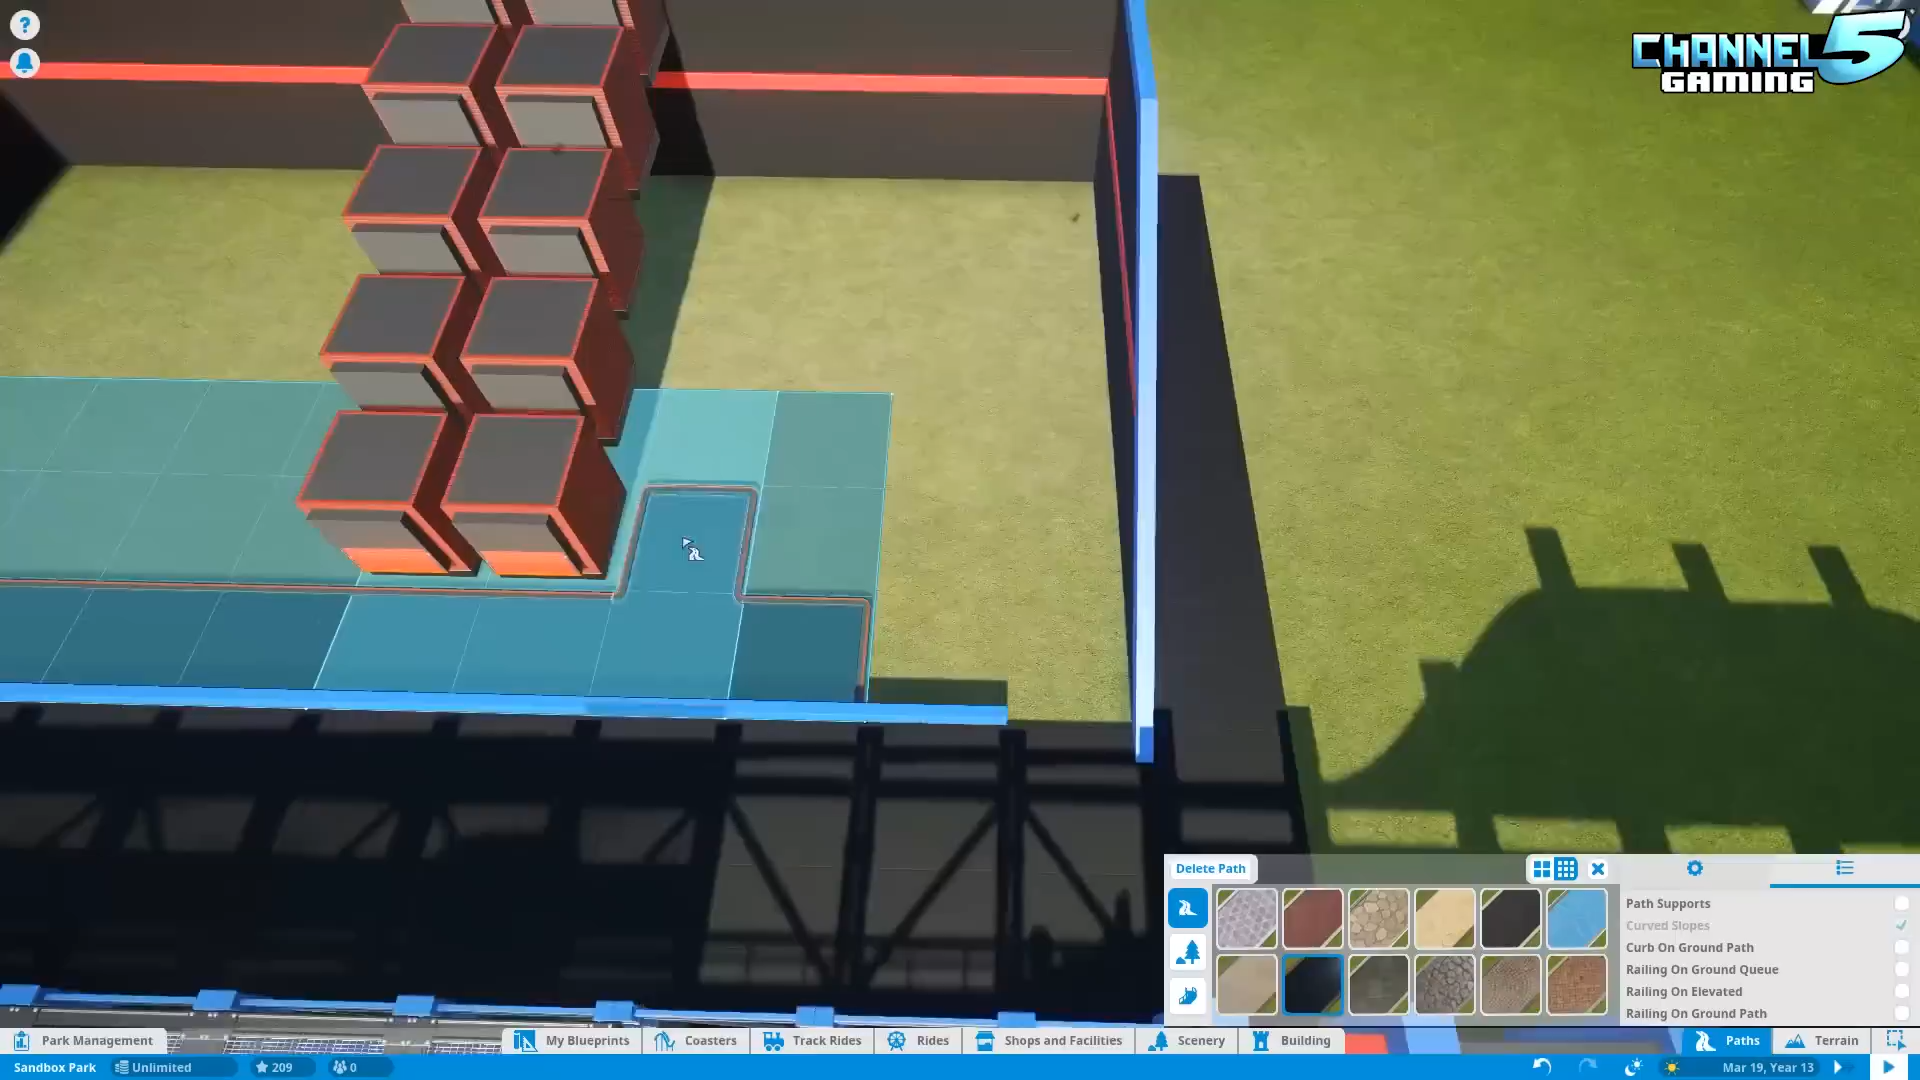 ?
CHANNEL 5
GAMING
Delete Path
Path Supports
Curved Slopes
Curb On Ground Path
Railing On Ground Queue
Railing On Elevated
Railing On Ground Path
Park Management
My Blueprints
Coasters
Track Rides
Rides
Shops and Facilities
Scenery
Building
Paths
Terrain
Sandbox Park
Unlimited
209
0
Mar 19, Year 13